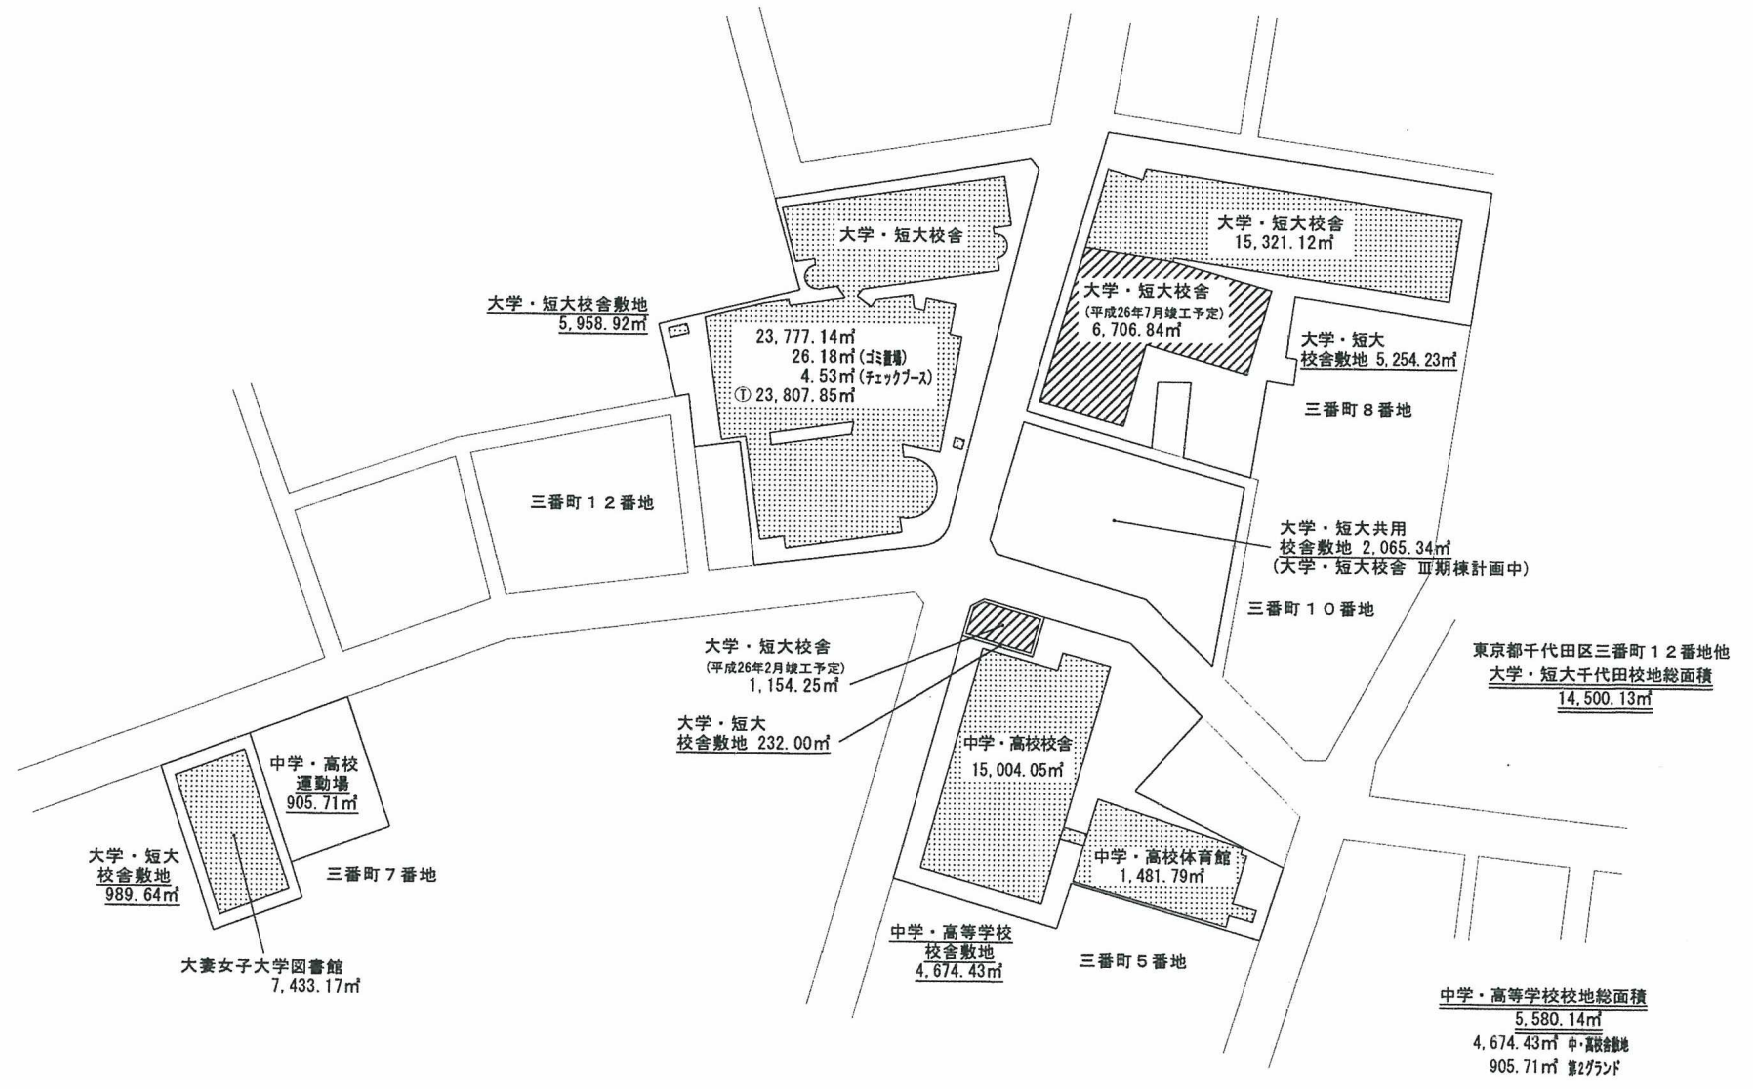 大学・短大校舎
大学・短大校舎
15,321.12㎡
大学・短大校舎
(平成26年7月竣工予定)
6,706.84㎡
大学・短大校舎敷地
5,958.92㎡
23,777.14㎡
26.18㎡(ゴミ置場)
4.53㎡(チェックブース)
Ⓣ23,807.85㎡
大学・短大
校舎敷地 5,254.23㎡
三番町8番地
三番町12番地
大学・短大共用
校舎敷地 2,065.34㎡
(大学・短大校舎 Ⅲ期棟計画中)
三番町10番地
大学・短大校舎
(平成26年2月竣工予定)
1,154.25㎡
大学・短大
校舎敷地 232.00㎡
東京都千代田区三番町12番地他
大学・短大千代田校地総面積
14,500.13㎡
中学・高校校舎
15,004.05㎡
中学・高校
運動場
905.71㎡
大学・短大
校舎敷地
989.64㎡
三番町7番地
中学・高校体育館
1,481.79㎡
大妻女子大学図書館
7,433.17㎡
中学・高等学校
校舎敷地
4,674.43㎡
三番町5番地
中学・高等学校校地総面積
5,580.14㎡
4,674.43㎡ 中・高校舎敷地
905.71㎡ 第2グランド